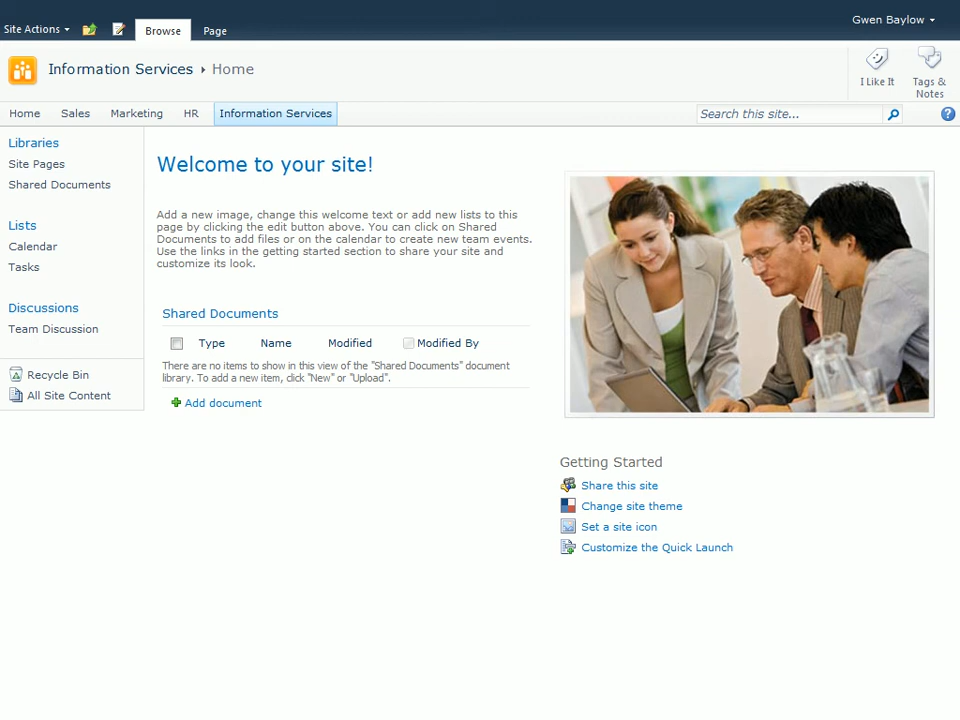 Site Actions
Browse
Page
Gwen Baylow
Information Services
Home
I Like It
Tags &
Notes
Home
Sales
Marketing
HR
Information Services
Search this site...
Libraries
Site Pages
Shared Documents
Lists
Calendar
Tasks
Discussions
Team Discussion
Recycle Bin
All Site Content
Welcome to your site!
Add a new image, change this welcome text or add new lists to this
page by clicking the edit button above. You can click on Shared
Documents to add files or on the calendar to create new team events.
Use the links in the getting started section to share your site and
customize its look.
Shared Documents
Type Name Modified Modified By
There are no items to show in this view of the "Shared Documents" document
library. To add a new item, click "New" or "Upload".
Add document
Getting Started
Share this site
Change site theme
Set a site icon
Customize the Quick Launch